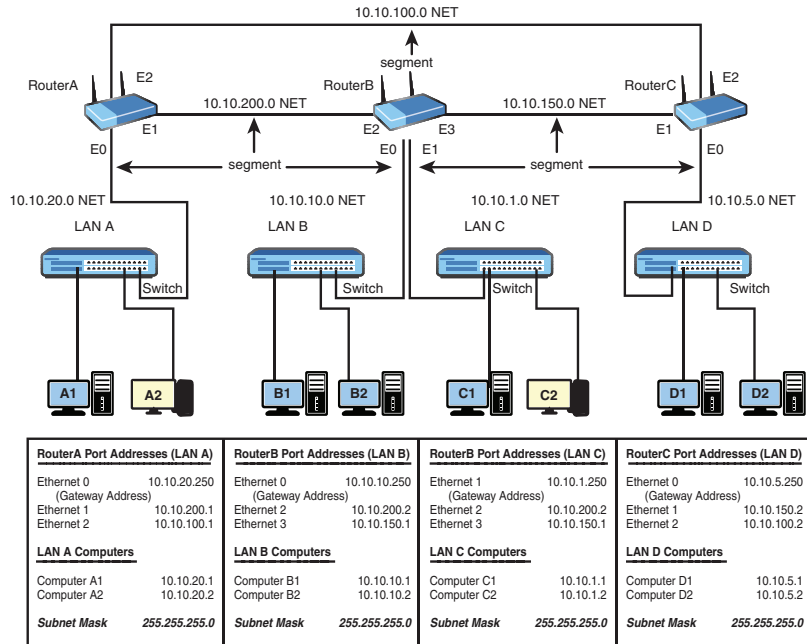 10.10.100.0 NET
segment
RouterA
E2
RouterB
RouterC
E2
10.10.200.0 NET
10.10.150.0 NET
E1
E2
E3
E1
E0
E0
E1
E0
segment
segment
10.10.20.0 NET
10.10.10.0 NET
10.10.1.0 NET
10.10.5.0 NET
LAN A
LAN B
LAN C
LAN D
Switch
Switch
Switch
Switch
A1
A2
B1
B2
C1
C2
D1
D2
RouterA Port Addresses (LAN A)
Ethernet 0 10.10.20.250
(Gateway Address)
Ethernet 1 10.10.200.1
Ethernet 2 10.10.100.1
LAN A Computers
Computer A1 10.10.20.1
Computer A2 10.10.20.2
Subnet Mask 255.255.255.0
RouterB Port Addresses (LAN B)
Ethernet 0 10.10.10.250
(Gateway Address)
Ethernet 2 10.10.200.2
Ethernet 3 10.10.150.1
LAN B Computers
Computer B1 10.10.10.1
Computer B2 10.10.10.2
Subnet Mask 255.255.255.0
RouterB Port Addresses (LAN C)
Ethernet 1 10.10.1.250
(Gateway Address)
Ethernet 2 10.10.200.2
Ethernet 3 10.10.150.1
LAN C Computers
Computer C1 10.10.1.1
Computer C2 10.10.1.2
Subnet Mask 255.255.255.0
RouterC Port Addresses (LAN D)
Ethernet 0 10.10.5.250
(Gateway Address)
Ethernet 1 10.10.150.2
Ethernet 2 10.10.100.2
LAN D Computers
Computer D1 10.10.5.1
Computer D2 10.10.5.2
Subnet Mask 255.255.255.0